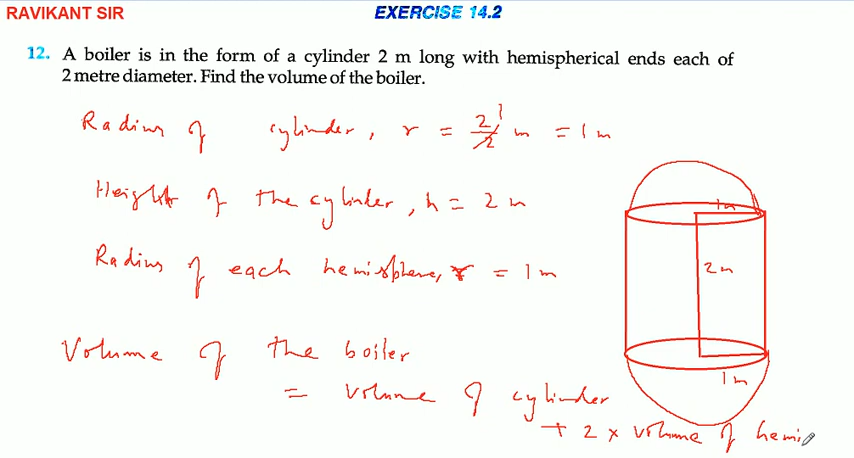 RAVIKANT SIR
EXERCISE 14.2
12. A boiler is in the form of a cylinder 2 m long with hemispherical ends each of
2 metre diameter. Find the volume of the boiler.
Radius of cylinder, r = 2/2 1 m = 1 m
Height of the cylinder, h = 2 m
Radius of each hemisphere, r = 1 m
1m
2m
1m
Volume of the boiler
= volume of cylinder
+ 2 × volume of hemis